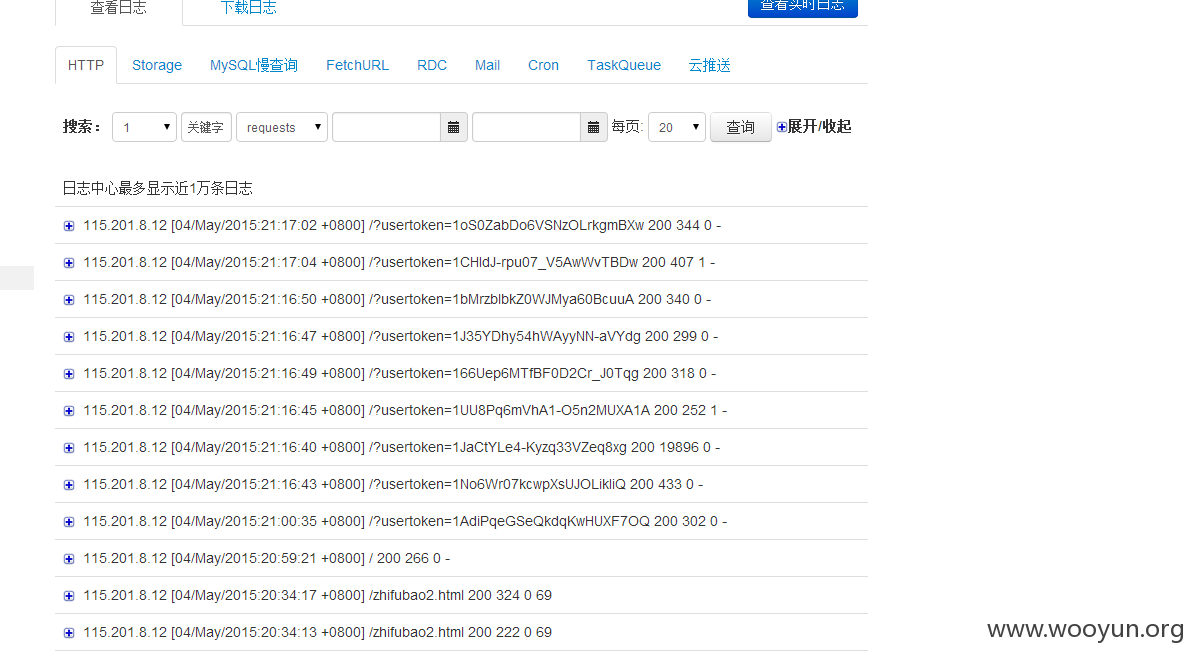 查看日志 下载日志 查看实时日志
HTTP Storage MySQL慢查询 FetchURL RDC Mail Cron TaskQueue 云推送
搜索： 1 关键字 requests 每页: 20 查询 展开/收起
日志中心最多显示近1万条日志
115.201.8.12 [04/May/2015:21:17:02 +0800] /?usertoken=1oS0ZabDo6VSNzOLrkgmBXw 200 344 0 -
115.201.8.12 [04/May/2015:21:17:04 +0800] /?usertoken=1CHldJ-rpu07_V5AwWvTBDw 200 407 1 -
115.201.8.12 [04/May/2015:21:16:50 +0800] /?usertoken=1bMrzblbkZ0WJMya60BcuuA 200 340 0 -
115.201.8.12 [04/May/2015:21:16:47 +0800] /?usertoken=1J35YDhy54hWAyyNN-aVYdg 200 299 0 -
115.201.8.12 [04/May/2015:21:16:49 +0800] /?usertoken=166Uep6MTfBF0D2Cr_J0Tqg 200 318 0 -
115.201.8.12 [04/May/2015:21:16:45 +0800] /?usertoken=1UU8Pq6mVhA1-O5n2MUXA1A 200 252 1 -
115.201.8.12 [04/May/2015:21:16:40 +0800] /?usertoken=1JaCtYLe4-Kyzq33VZeq8xg 200 19896 0 -
115.201.8.12 [04/May/2015:21:16:43 +0800] /?usertoken=1No6Wr07kcwpXsUJOLikliQ 200 433 0 -
115.201.8.12 [04/May/2015:21:00:35 +0800] /?usertoken=1AdiPqeGSeQkdqKwHUXF7OQ 200 302 0 -
115.201.8.12 [04/May/2015:20:59:21 +0800] / 200 266 0 -
115.201.8.12 [04/May/2015:20:34:17 +0800] /zhifubao2.html 200 324 0 69
115.201.8.12 [04/May/2015:20:34:13 +0800] /zhifubao2.html 200 222 0 69
www.wooyun.org